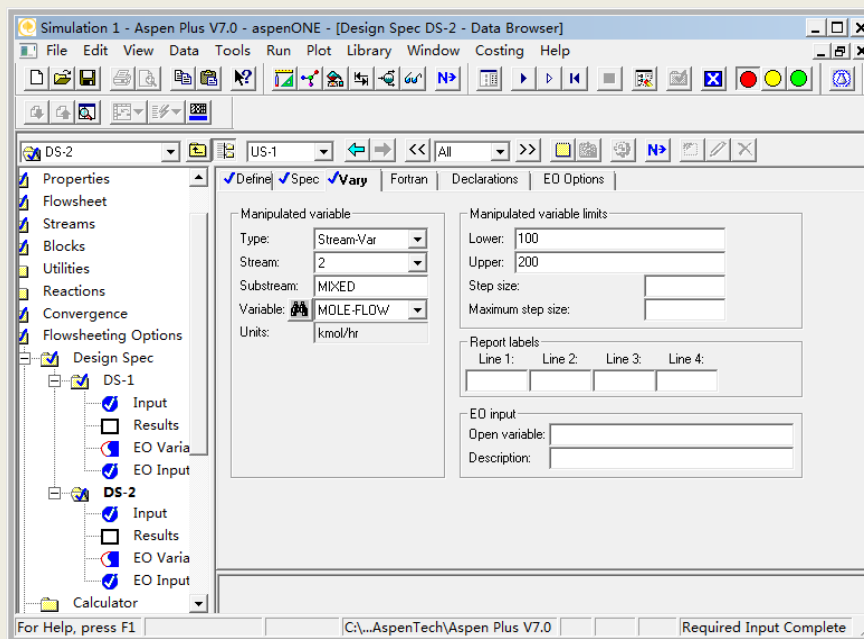 Simulation 1 - Aspen Plus V7.0 - aspenONE - [Design Spec DS-2 - Data Browser]
File Edit View Data Tools Run Plot Library Window Costing Help
N➔
DS-2 US-1 << All >> N➔
Properties
Flowsheet
Streams
Blocks
Utilities
Reactions
Convergence
Flowsheeting Options
Design Spec
DS-1
Input
Results
EO Varia
EO Input
DS-2
Input
Results
EO Varia
EO Input
Calculator
Define Spec Vary Fortran Declarations EO Options
Manipulated variable
Type: Stream-Var
Stream: 2
Substream: MIXED
Variable: MOLE-FLOW
Units: kmol/hr
Manipulated variable limits
Lower: 100
Upper: 200
Step size:
Maximum step size:
Report labels
Line 1: Line 2: Line 3: Line 4:
EO input
Open variable:
Description:
For Help, press F1 C:\...AspenTech\Aspen Plus V7.0 Required Input Complete